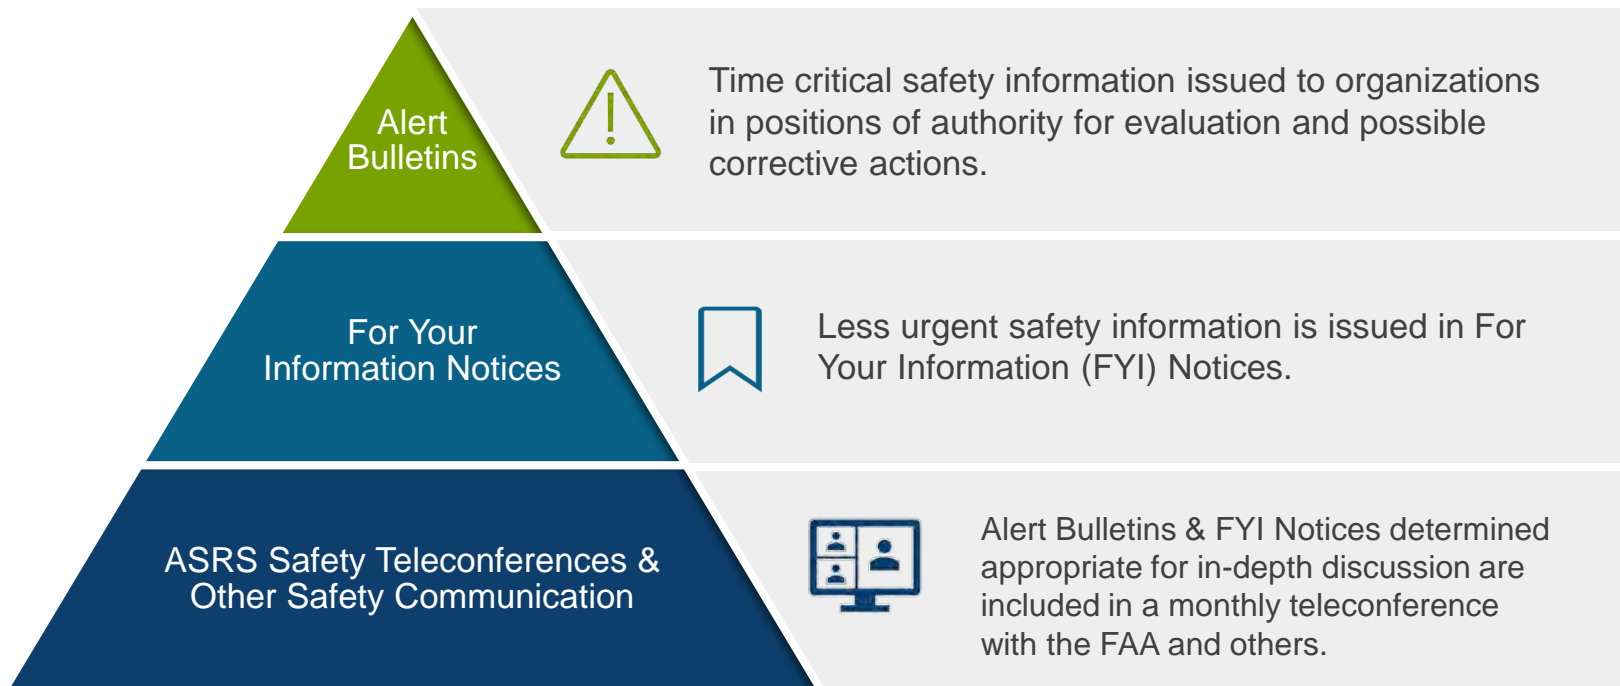 Alert
Bulletins
Time critical safety information issued to organizations
in positions of authority for evaluation and possible
corrective actions.
For Your
Information Notices
Less urgent safety information is issued in For
Your Information (FYI) Notices.
ASRS Safety Teleconferences &
Other Safety Communication
Alert Bulletins & FYI Notices determined
appropriate for in-depth discussion are
included in a monthly teleconference
with the FAA and others.